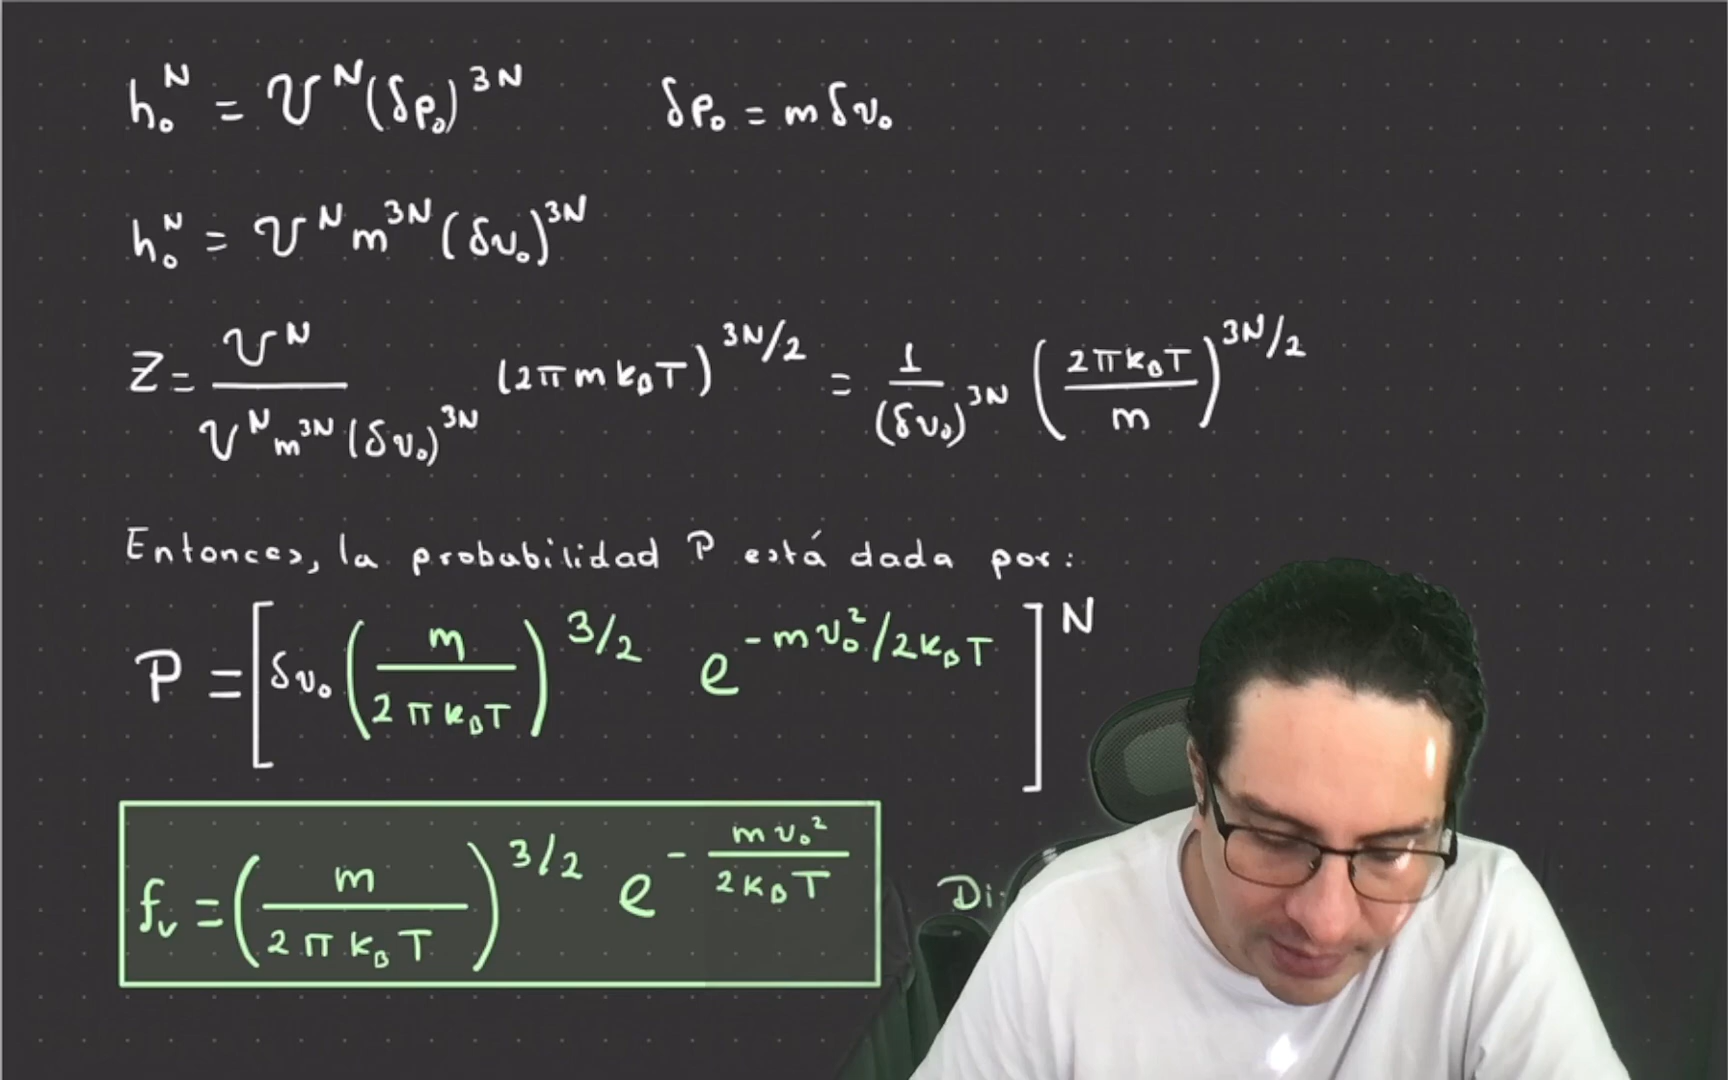 h₀ᴺ = Vᴺ(δp₀)³ᴺ   δp₀ = mδv₀
h₀ᴺ = Vᴺm³ᴺ(δv₀)³ᴺ
Z = Vᴺ / Vᴺm³ᴺ(δv₀)³ᴺ (2πmk_BT)^{3N/2} = 1/(δv₀)³ᴺ (2πk_BT/m)^{3N/2}
Entonces, la probabilidad P está dada por:
P = [δv₀ (m/2πk_BT)^{3/2} e^{-mv₀²/2k_BT}]ᴺ
f_v = (m/2πk_BT)^{3/2} e^{-mv₀²/2k_BT}